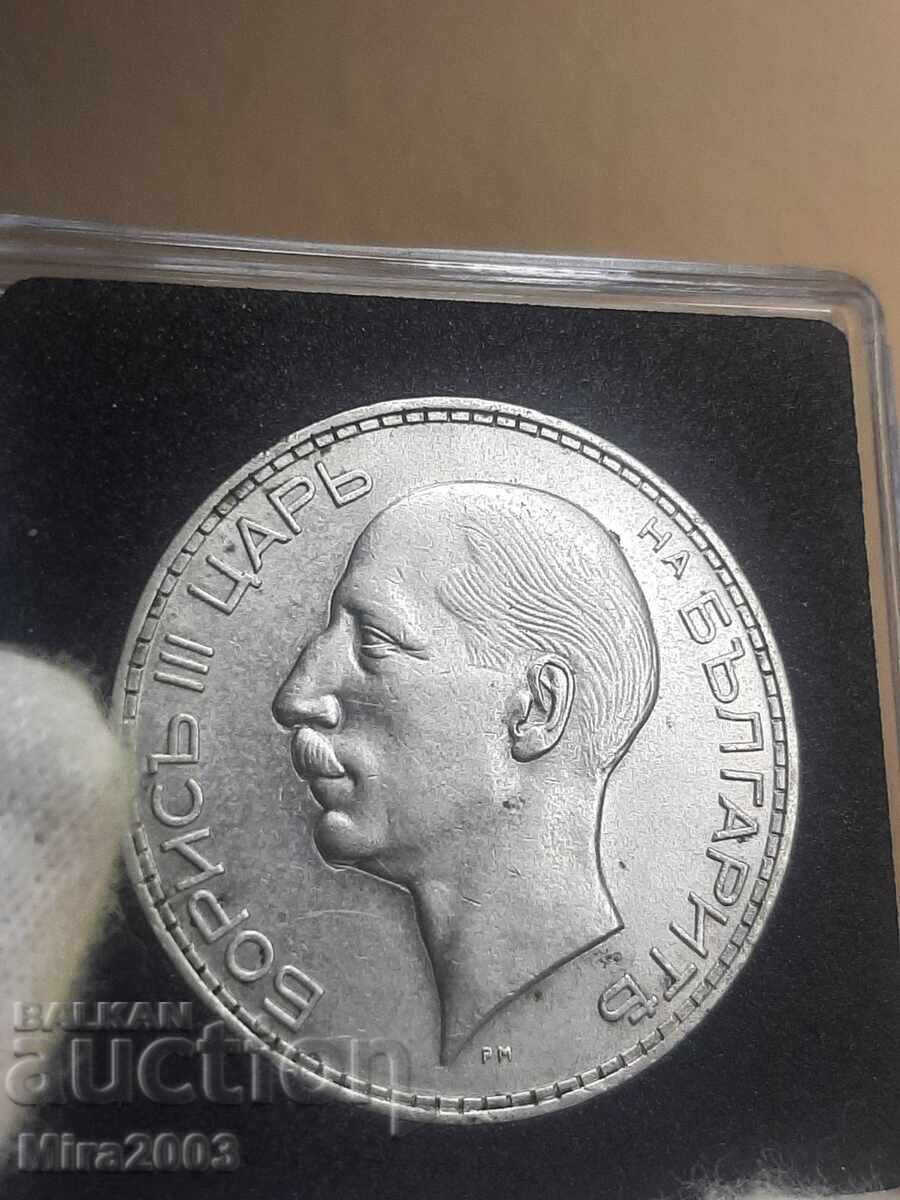 БОРИСЪ III ЦАРЬ
НА БЪЛГАРИТѢ
РМ
BALKAN
auction
Mira2003